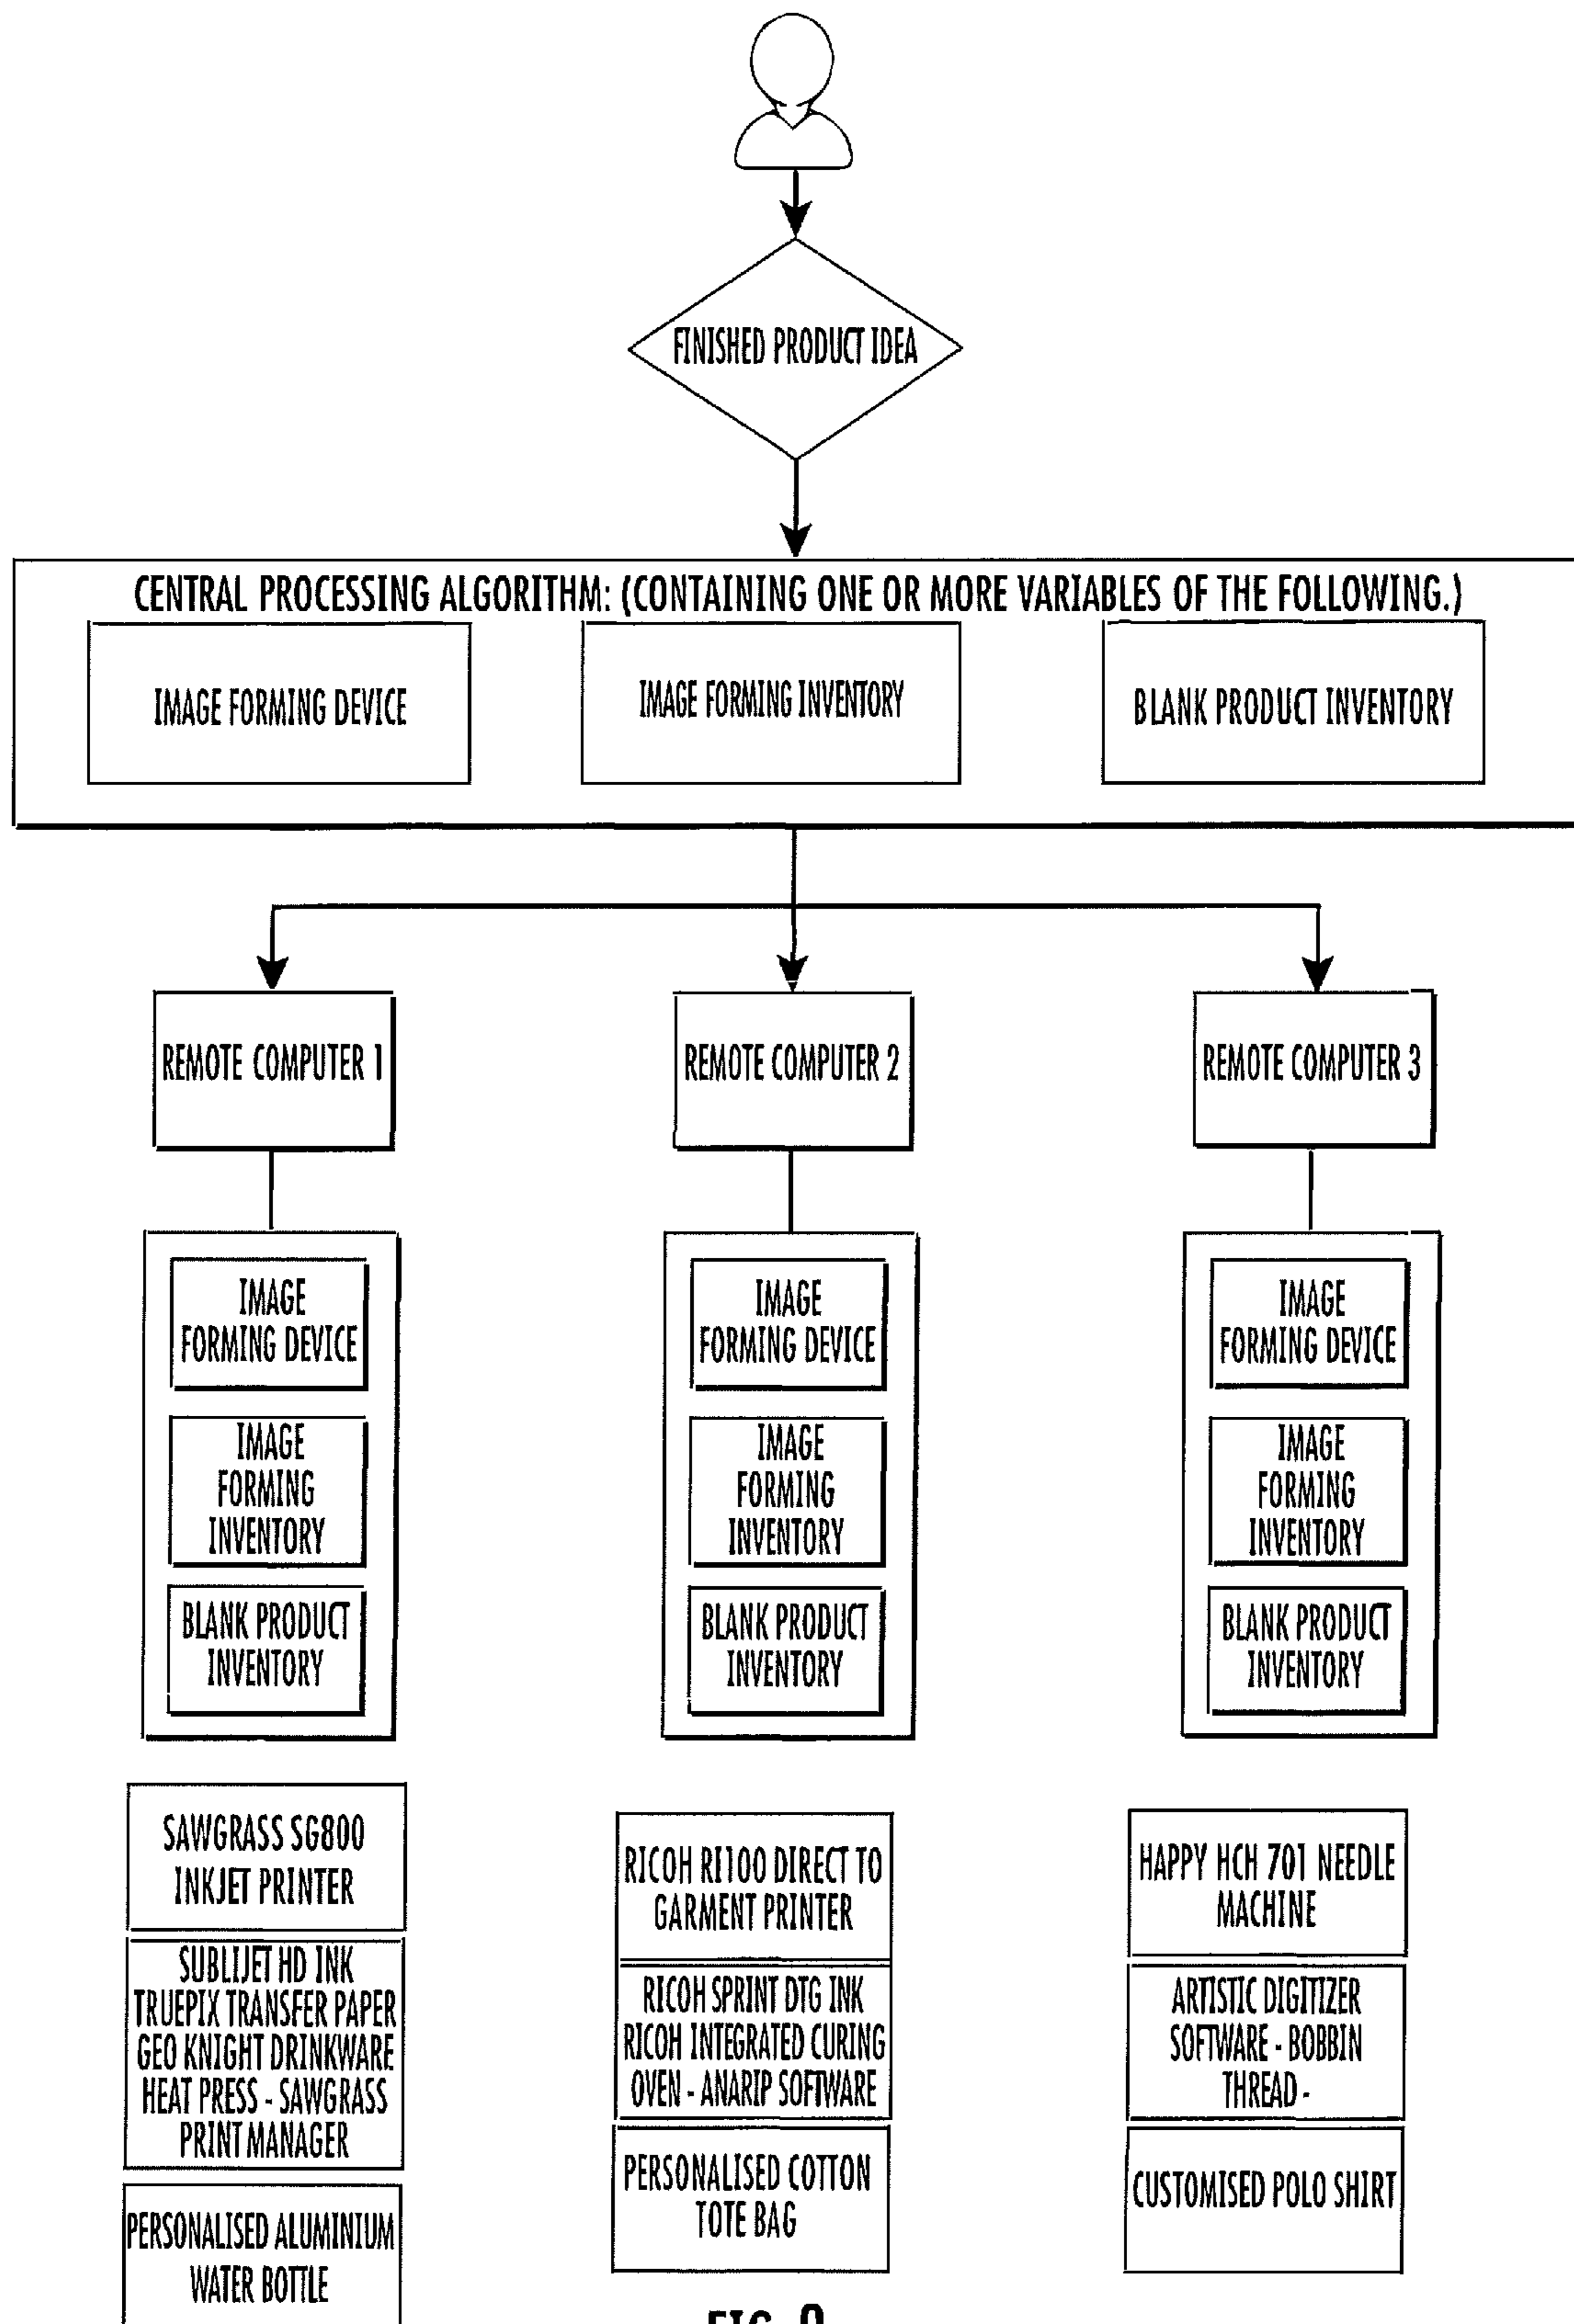 FINISHED PRODUCT IDEA
CENTRAL PROCESSING ALGORITHM: (CONTAINING ONE OR MORE VARIABLES OF THE FOLLOWING.)
IMAGE FORMING DEVICE
IMAGE FORMING INVENTORY
BLANK PRODUCT INVENTORY
REMOTE COMPUTER 1
REMOTE COMPUTER 2
REMOTE COMPUTER 3
IMAGE
FORMING DEVICE
IMAGE
FORMING
INVENTORY
BLANK PRODUCT
INVENTORY
IMAGE
FORMING DEVICE
IMAGE
FORMING
INVENTORY
BLANK PRODUCT
INVENTORY
IMAGE
FORMING DEVICE
IMAGE
FORMING
INVENTORY
BLANK PRODUCT
INVENTORY
SAWGRASS SG800
INKJET PRINTER
SUBLIJET HD INK
TRUEPIX TRANSFER PAPER
GEO KNIGHT DRINKWARE
HEAT PRESS - SAWGRASS
PRINT MANAGER
PERSONALISED ALUMINIUM
WATER BOTTLE
RICOH RI100 DIRECT TO
GARMENT PRINTER
RICOH SPRINT DTG INK
RICOH INTEGRATED CURING
OVEN - ANARIP SOFTWARE
PERSONALISED COTTON
TOTE BAG
HAPPY HCH 701 NEEDLE
MACHINE
ARTISTIC DIGITIZER
SOFTWARE - BOBBIN
THREAD -
CUSTOMISED POLO SHIRT